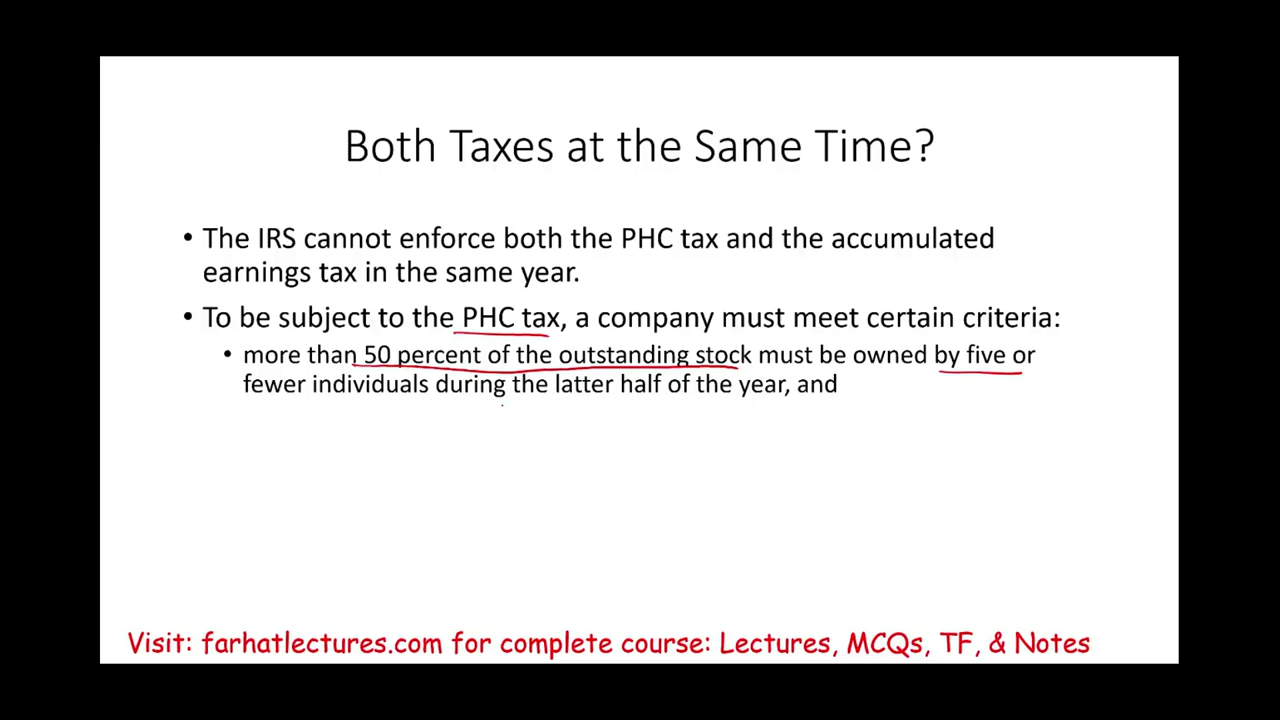 Both Taxes at the Same Time?
• The IRS cannot enforce both the PHC tax and the accumulated
earnings tax in the same year.
• To be subject to the PHC tax, a company must meet certain criteria:
• more than 50 percent of the outstanding stock must be owned by five or
fewer individuals during the latter half of the year, and
Visit: farhatlectures.com for complete course: Lectures, MCQs, TF, & Notes